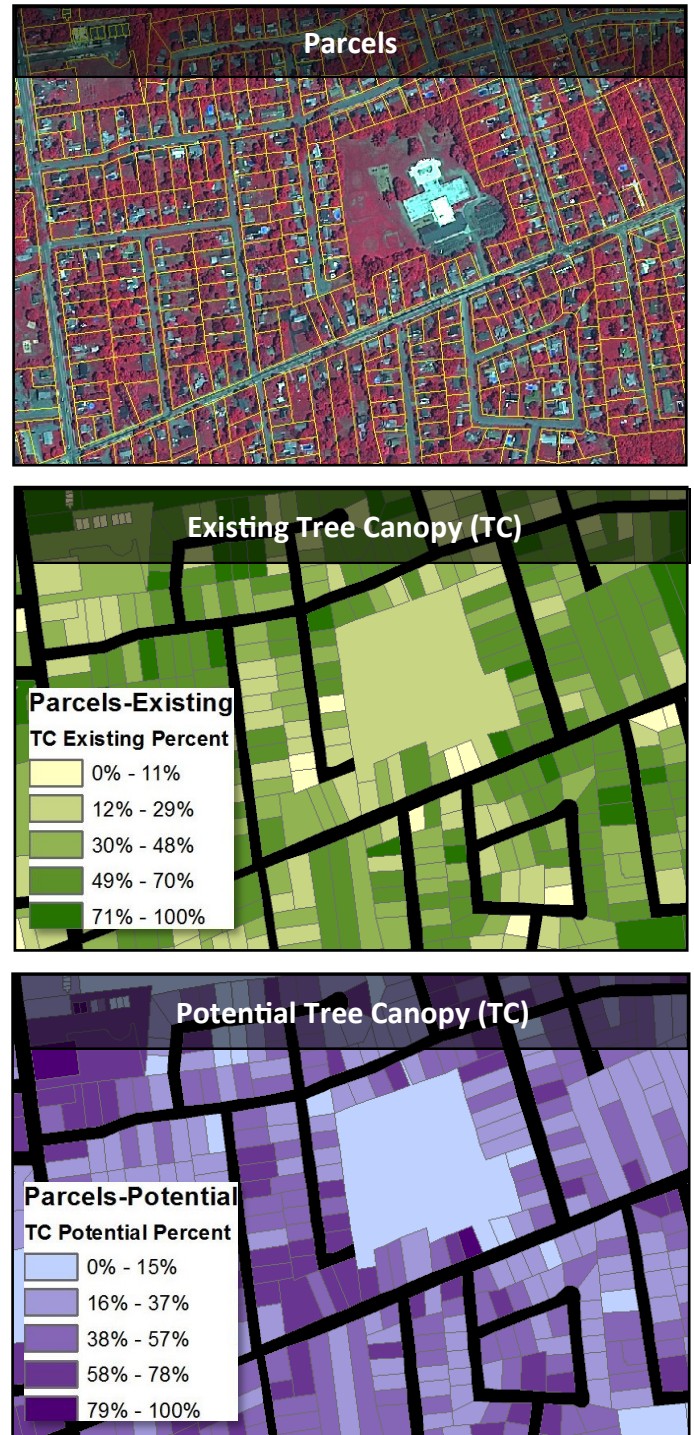 Parcels
Existing Tree Canopy (TC)
Parcels-Existing
TC Existing Percent
0% - 11%
12% - 29%
30% - 48%
49% - 70%
71% - 100%
Potential Tree Canopy (TC)
Parcels-Potential
TC Potential Percent
0% - 15%
16% - 37%
38% - 57%
58% - 78%
79% - 100%